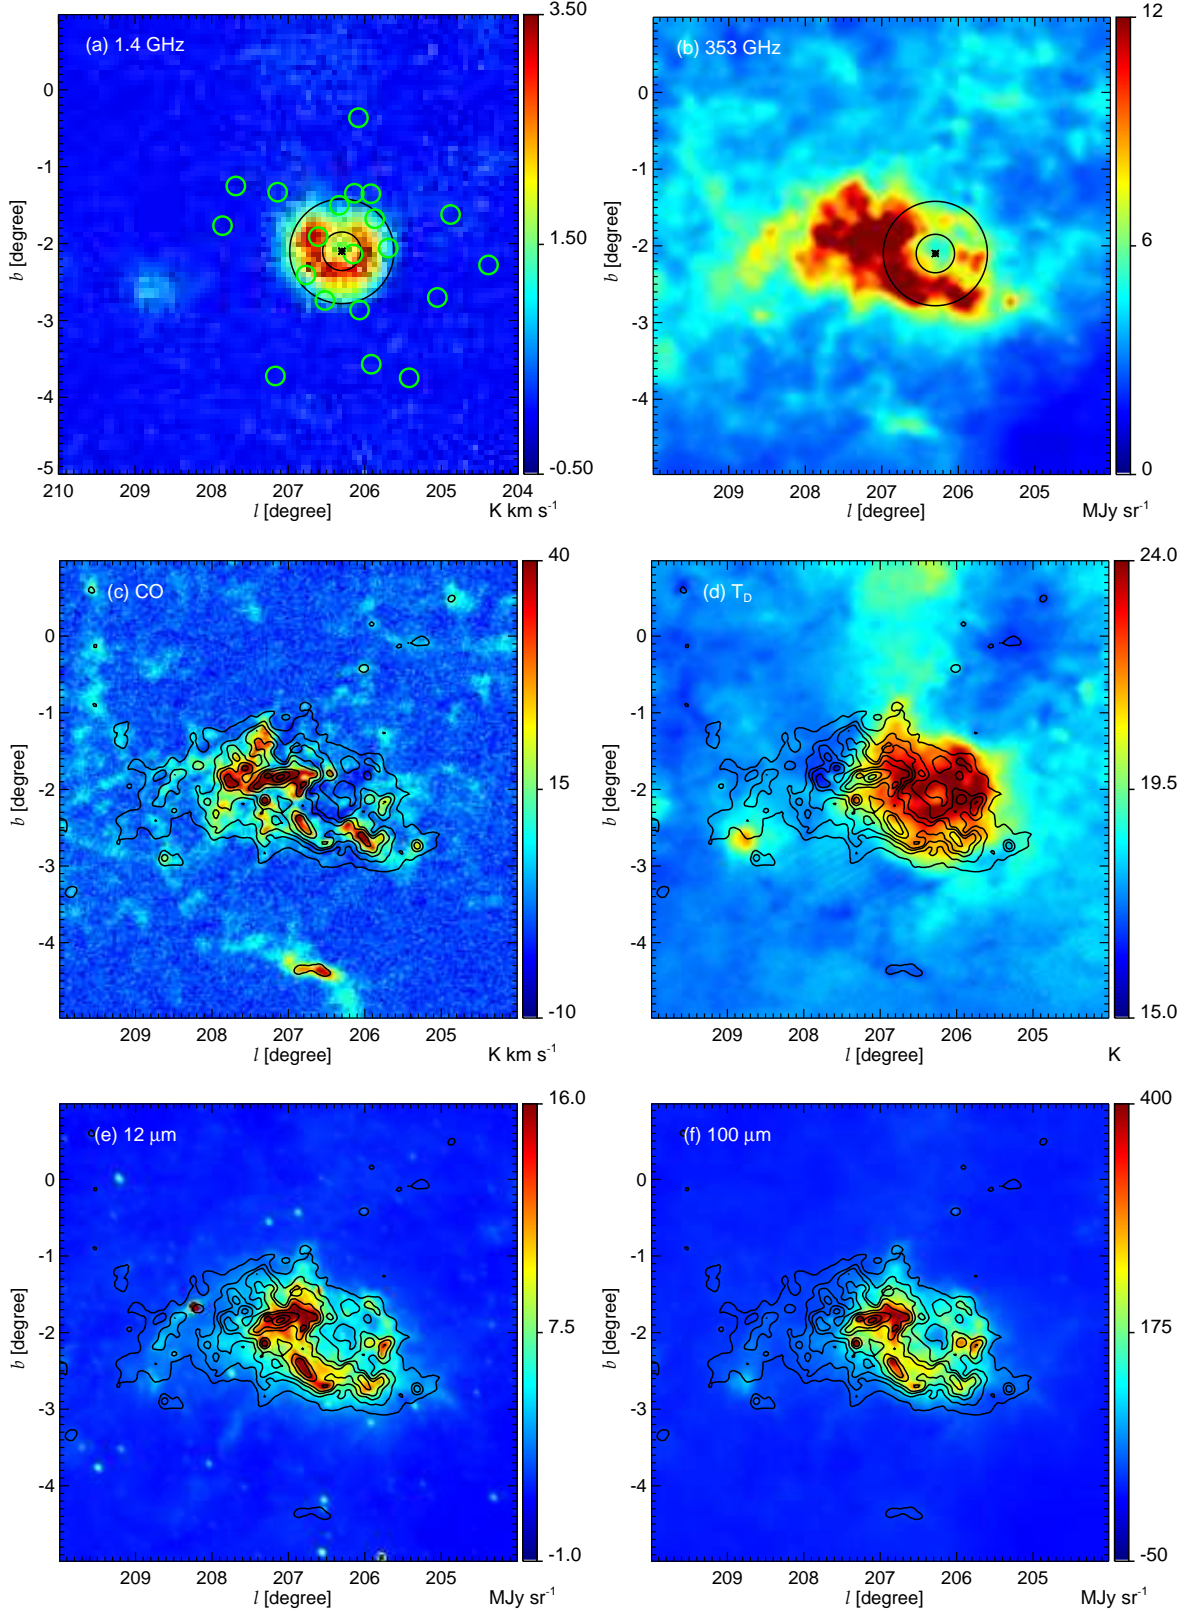 (a) 1.4 GHz
3.50
1.50
-0.50
0
-1
-2
-3
-4
-5
b [degree]
210 209 208 207 206 205 204
l [degree]
K km s⁻¹
(b) 353 GHz
12
6
0
0
-1
-2
-3
-4
b [degree]
209 208 207 206 205
l [degree]
MJy sr⁻¹
(c) CO
40
15
-10
0
-1
-2
-3
-4
b [degree]
209 208 207 206 205
l [degree]
K km s⁻¹
(d) T_D
24.0
19.5
15.0
0
-1
-2
-3
-4
b [degree]
209 208 207 206 205
l [degree]
K
(e) 12 μm
16.0
7.5
-1.0
0
-1
-2
-3
-4
b [degree]
209 208 207 206 205
l [degree]
MJy sr⁻¹
(f) 100 μm
400
175
-50
0
-1
-2
-3
-4
b [degree]
209 208 207 206 205
l [degree]
MJy sr⁻¹